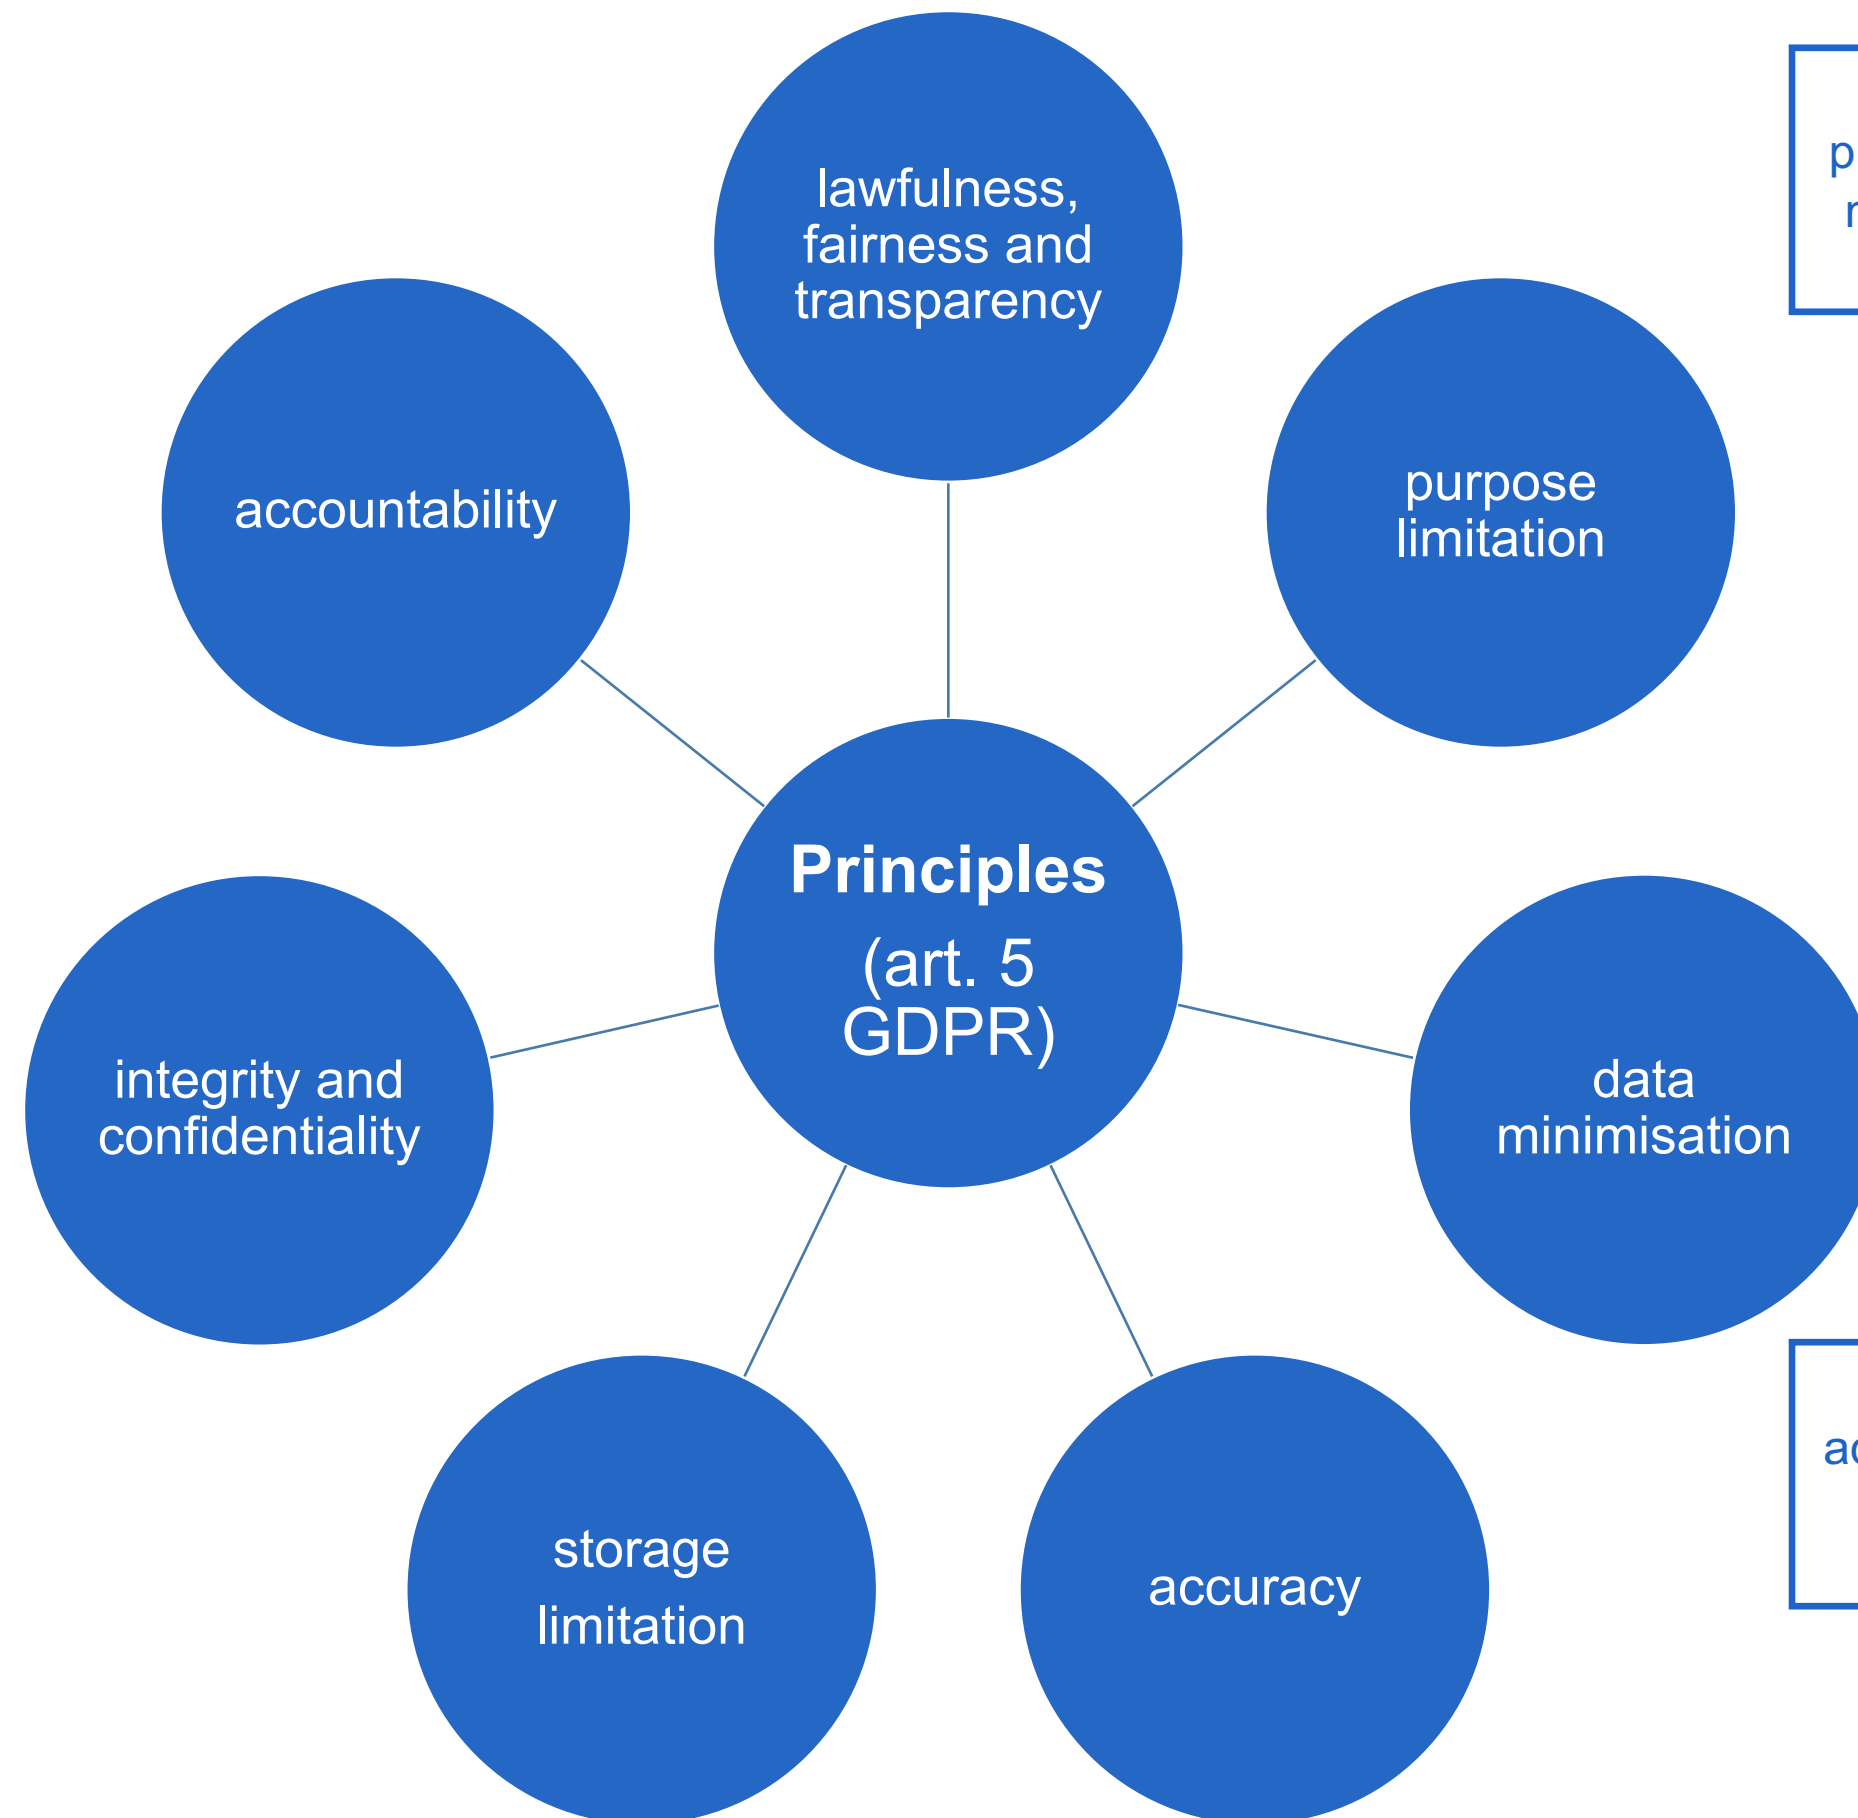 lawfulness,
fairness and
transparency
purpose
limitation
data
minimisation
accuracy
storage
limitation
integrity and
confidentiality
accountability
Principles
(art. 5
GDPR)